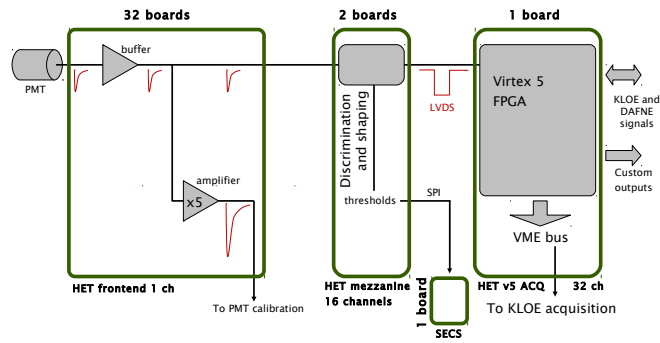 32 boards
2 boards
1 board
buffer
PMT
Virtex 5
FPGA
KLOE and
DAFNE
signals
LVDS
Discrimination
and shaping
Custom
outputs
amplifier
x5
thresholds
SPI
VME bus
HET frontend 1 ch
HET mezzanine
16 channels
1 board
HET v5 ACQ
32 ch
To PMT calibration
To KLOE acquisition
SECS